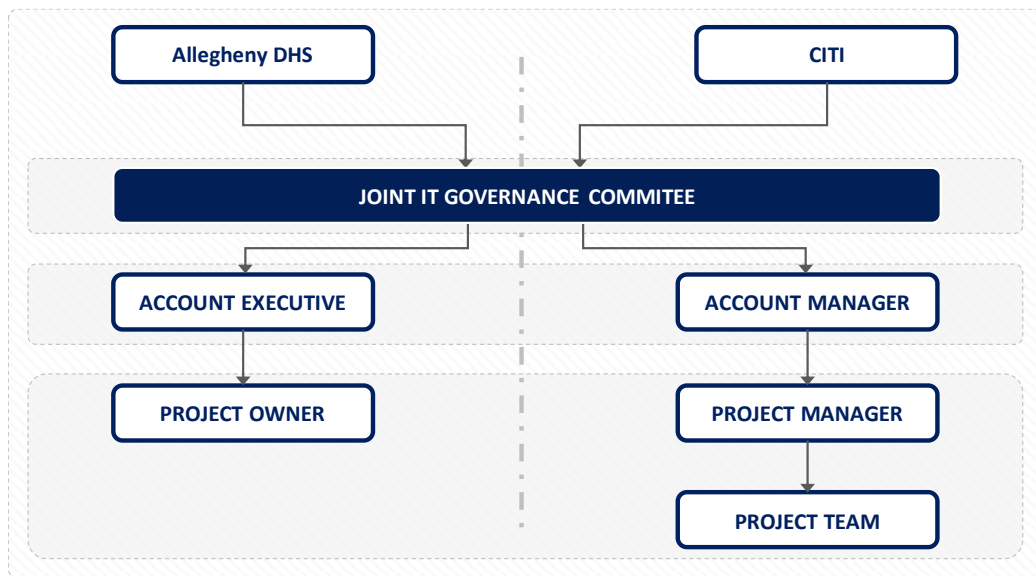 Allegheny DHS
CITI
JOINT IT GOVERNANCE COMMITEE
ACCOUNT EXECUTIVE
ACCOUNT MANAGER
PROJECT OWNER
PROJECT MANAGER
PROJECT TEAM